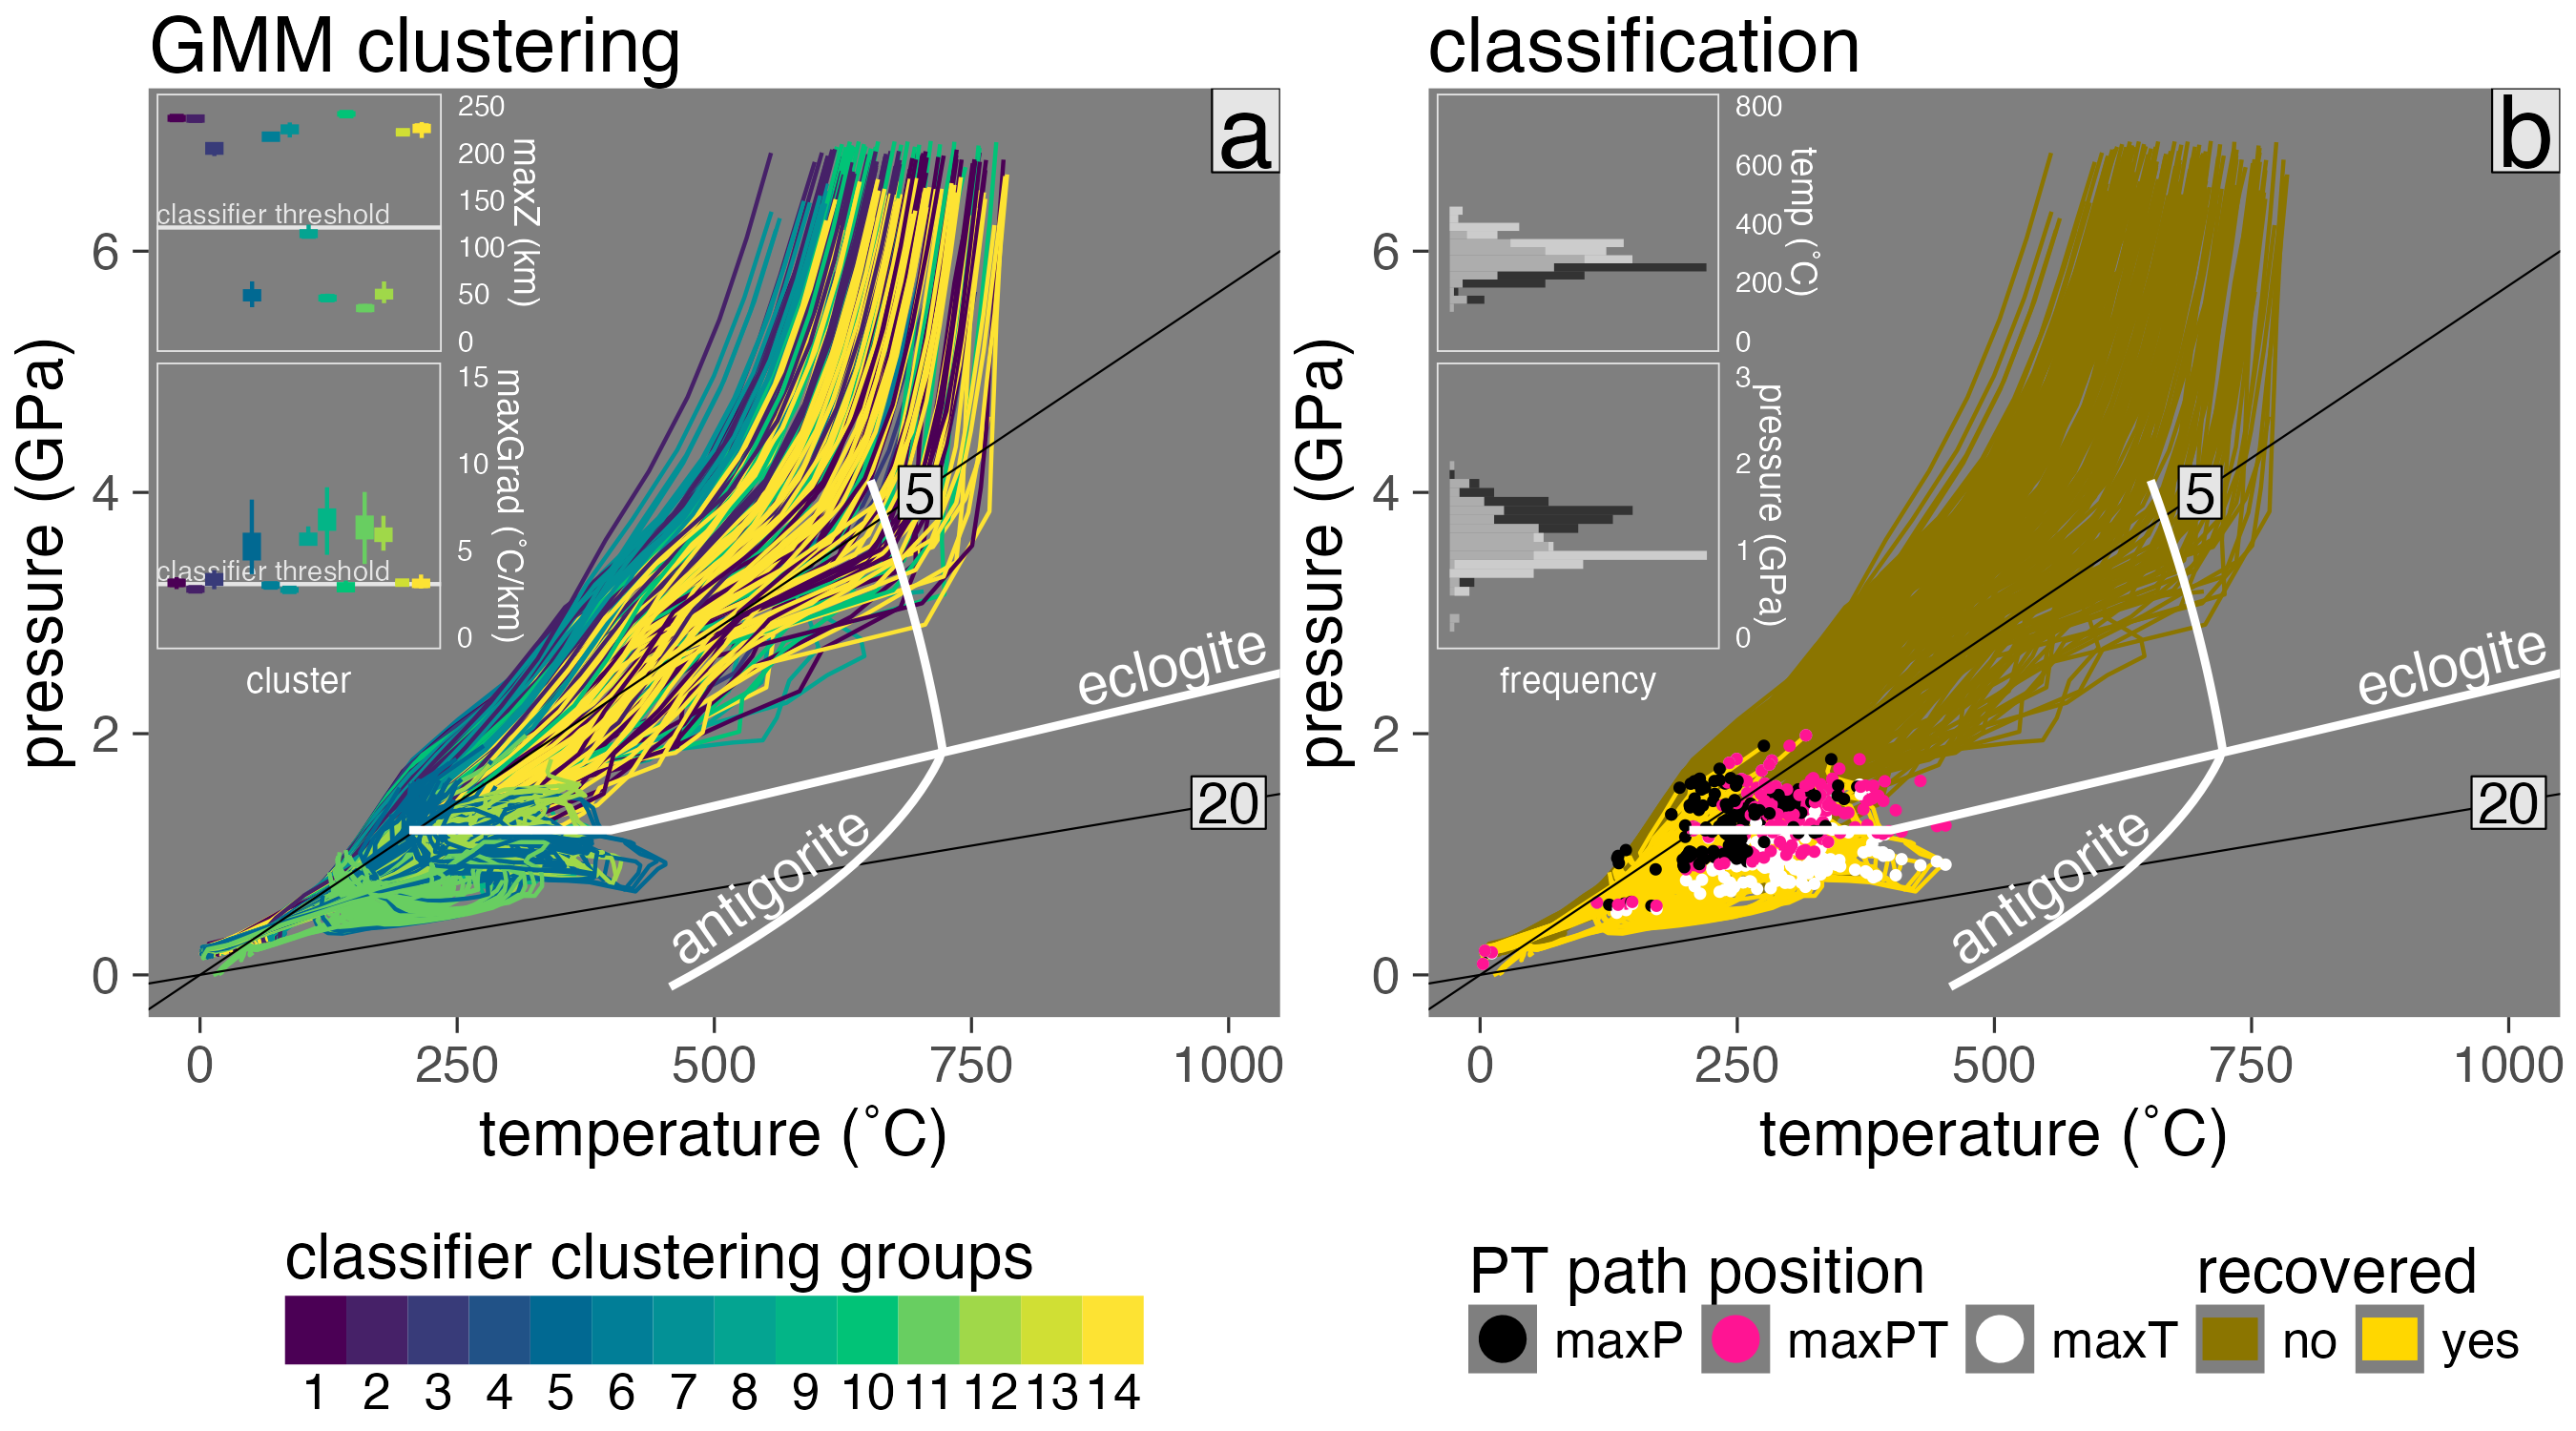 GMM clustering
classification
a
250
200
150
100
50
0
maxZ (km)
classifier threshold
15
10
5
0
maxGrad (˚C/km)
classifier threshold
cluster
5
eclogite
20
antigorite
6
4
2
0
pressure (GPa)
0
250
500
750
1000
temperature (˚C)
b
800
600
400
200
0
temp (˚C)
3
2
1
0
pressure (GPa)
frequency
5
eclogite
20
antigorite
6
4
2
0
pressure (GPa)
0
250
500
750
1000
temperature (˚C)
classifier clustering groups
1 2 3 4 5 6 7 8 9 10 11 12 13 14
PT path position
maxP maxPT maxT
recovered
no yes